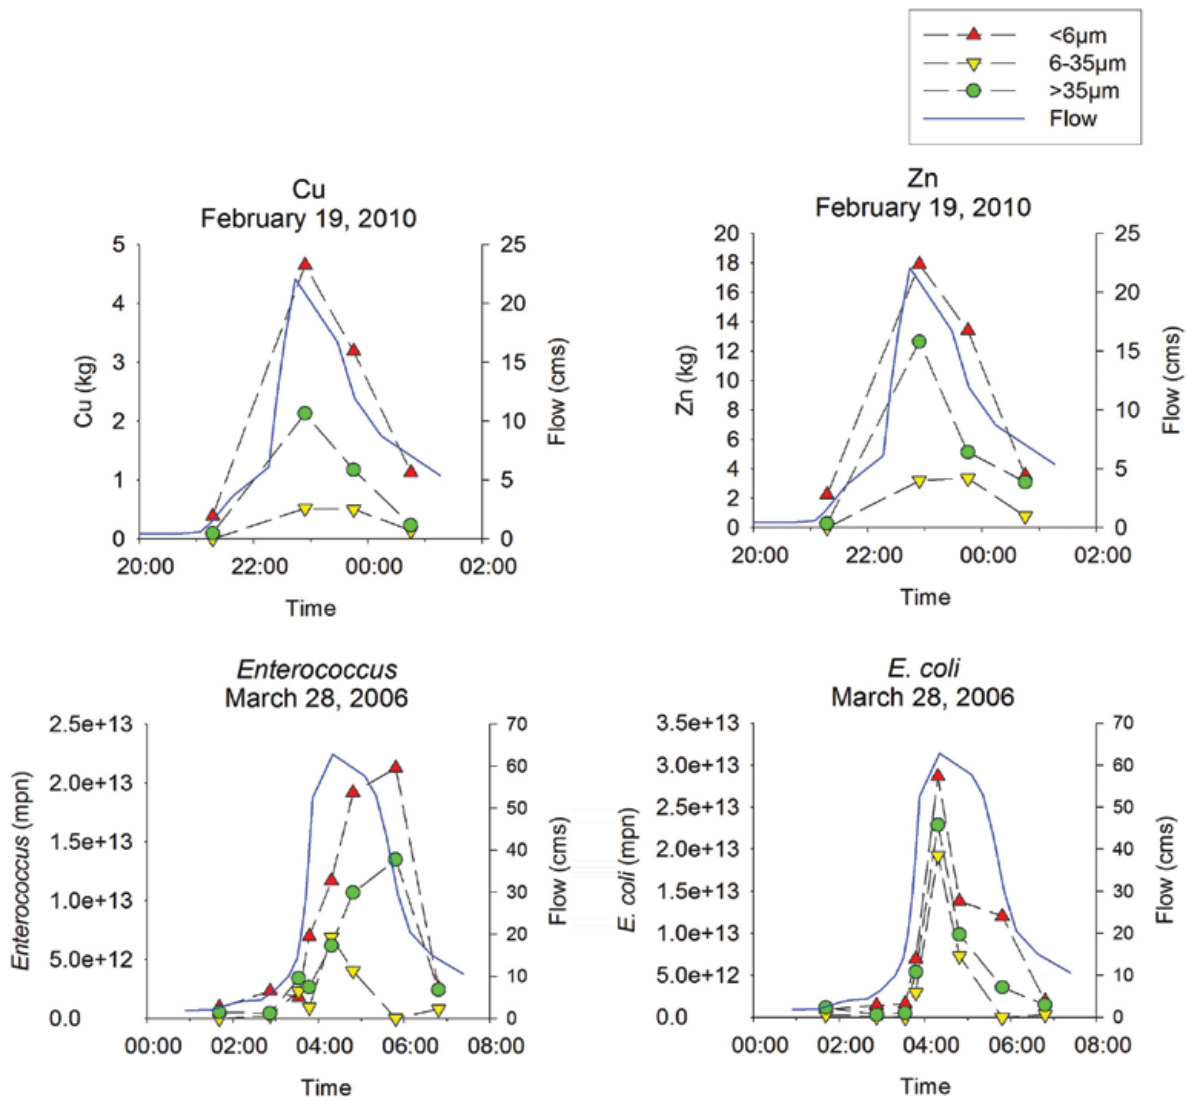 <6µm
6-35µm
>35µm
Flow
Cu
February 19, 2010
5
4
3
2
1
0
Cu (kg)
25
20
15
10
5
0
Flow (cms)
20:00 22:00 00:00 02:00
Time
Zn
February 19, 2010
20
18
16
14
12
10
8
6
4
2
0
Zn (kg)
25
20
15
10
5
0
Flow (cms)
20:00 22:00 00:00 02:00
Time
Enterococcus
March 28, 2006
2.5e+13
2.0e+13
1.5e+13
1.0e+13
5.0e+12
0.0
Enterococcus (mpn)
70
60
50
40
30
20
10
0
Flow (cms)
00:00 02:00 04:00 06:00 08:00
Time
E. coli
March 28, 2006
3.5e+13
3.0e+13
2.5e+13
2.0e+13
1.5e+13
1.0e+13
5.0e+12
0.0
E. coli (mpn)
70
60
50
40
30
20
10
0
Flow (cms)
00:00 02:00 04:00 06:00 08:00
Time